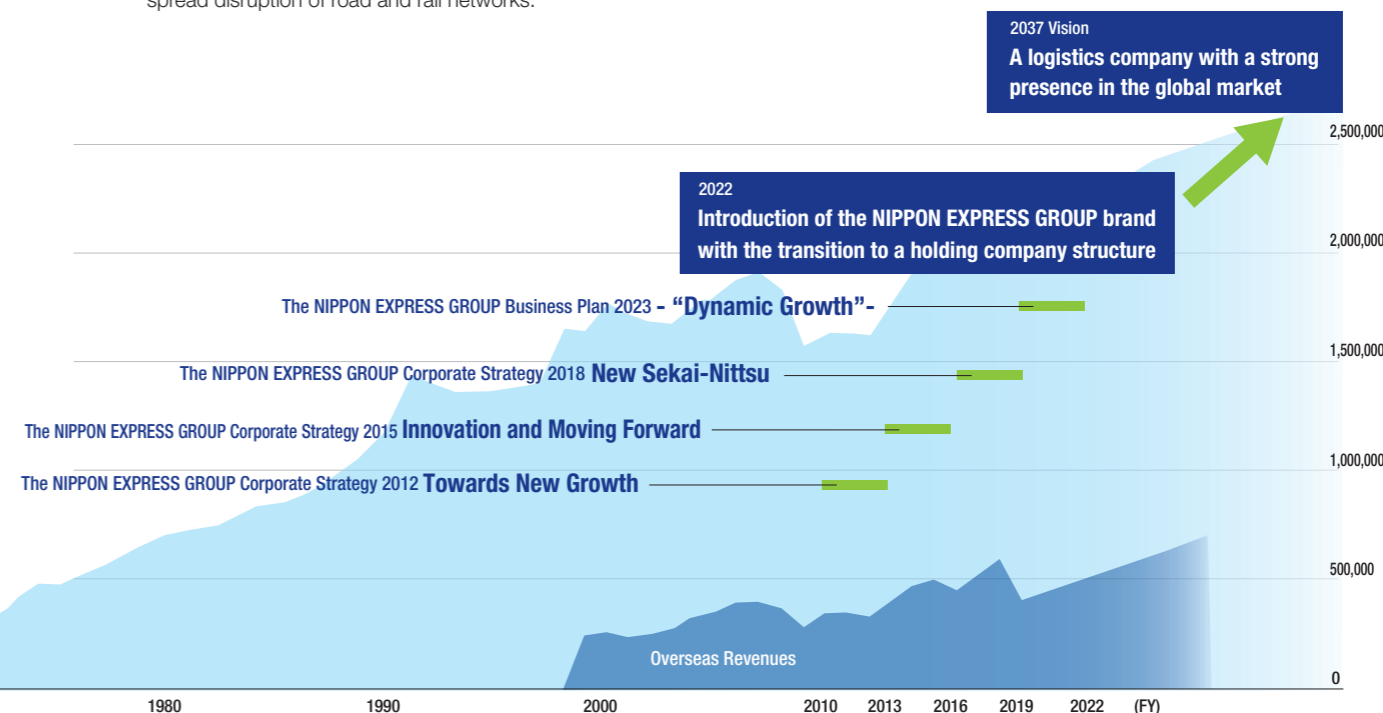 spread disruption of road and rail networks.
2037 Vision
A logistics company with a strong
presence in the global market
2,500,000
2022
Introduction of the NIPPON EXPRESS GROUP brand
with the transition to a holding company structure
2,000,000
The NIPPON EXPRESS GROUP Business Plan 2023 - “Dynamic Growth”-
1,500,000
The NIPPON EXPRESS GROUP Corporate Strategy 2018 New Sekai-Nittsu
The NIPPON EXPRESS GROUP Corporate Strategy 2015 Innovation and Moving Forward
1,000,000
The NIPPON EXPRESS GROUP Corporate Strategy 2012 Towards New Growth
500,000
Overseas Revenues
0
1980 1990 2000 2010 2013 2016 2019 2022 (FY)